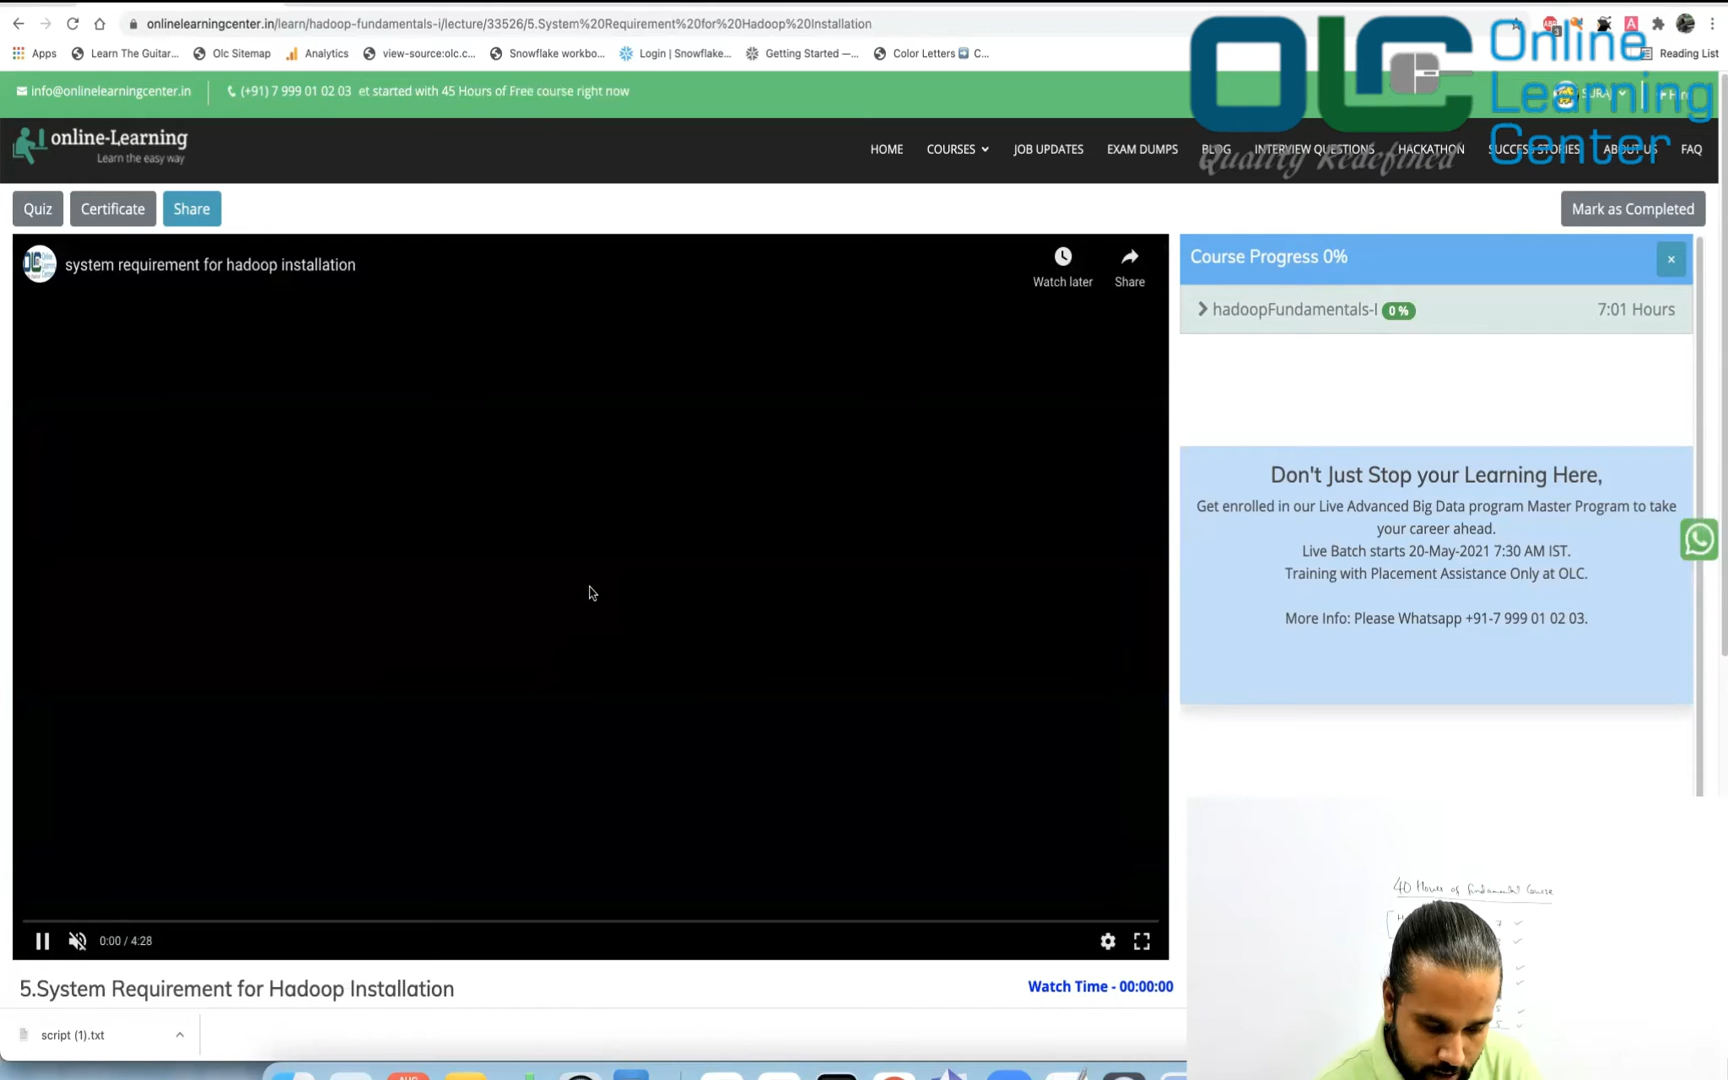 onlinelearningcenter.in/learn/hadoop-fundamentals-i/lecture/33526/5.System%20Requirement%20for%20Hadoop%20Installation
Apps Learn The Guitar... Olc Sitemap Analytics view-source:olc.c... Snowflake workbo... Login | Snowflake... Getting Started —... Color Letters C... Reading List
OLC Online Learning Center
Quality Redefined
info@onlinelearningcenter.in (+91) 7 999 01 02 03 et started with 45 Hours of Free course right now
online-Learning
Learn the easy way
HOME COURSES JOB UPDATES EXAM DUMPS BLOG INTERVIEW QUESTIONS HACKATHON SUCCESS STORIES ABOUT US FAQ
Quiz Certificate Share Mark as Completed
system requirement for hadoop installation
Watch later Share
Course Progress 0% ×
hadoopFundamentals-I 0 % 7:01 Hours
Don't Just Stop your Learning Here,
Get enrolled in our Live Advanced Big Data program Master Program to take
your career ahead.
Live Batch starts 20-May-2021 7:30 AM IST.
Training with Placement Assistance Only at OLC.
More Info: Please Whatsapp +91-7 999 01 02 03.
40 Hours of fundament Course
0:00 / 4:28
5.System Requirement for Hadoop Installation
Watch Time - 00:00:00
script (1).txt
AUG